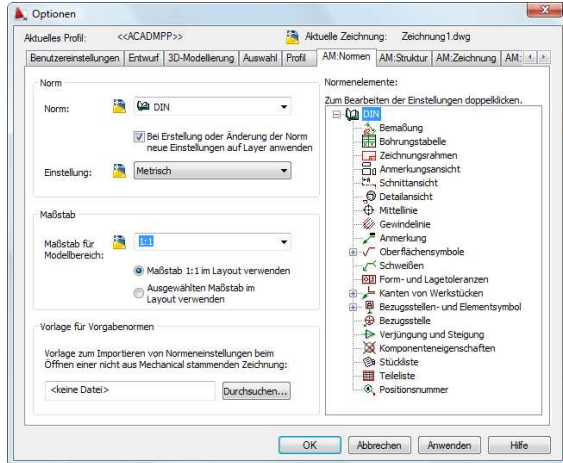 Optionen
Aktuelles Profil: <<ACADMPP>> Aktuelle Zeichnung: Zeichnung1.dwg
Benutzereinstellungen Entwurf 3D-Modellierung Auswahl Profil AM:Normen AM:Struktur AM:Zeichnung AM:
Norm
Norm: DIN
Bei Erstellung oder Änderung der Norm
neue Einstellungen auf Layer anwenden
Einstellung: Metrisch
Maßstab
Maßstab für
Modellbereich:
1:1
Maßstab 1:1 im Layout verwenden
Ausgewählten Maßstab im
Layout verwenden
Vorlage für Vorgabenormen
Vorlage zum Importieren von Normeneinstellungen beim
Öffnen einer nicht aus Mechanical stammenden Zeichnung:
<keine Datei> Durchsuchen...
Normenelemente:
Zum Bearbeiten der Einstellungen doppelklicken.
DIN
Bemaßung
Bohrungstabelle
Zeichnungsrahmen
Anmerkungsansicht
Schnittansicht
Detailansicht
Mittellinie
Gewindelinie
Anmerkung
Oberflächensymbole
Schweißen
Form- und Lagetoleranzen
Kanten von Werkstücken
Bezugsstellen- und Elementsymbol
Bezugsstelle
Verjüngung und Steigung
Komponenteneigenschaften
Stückliste
Teileliste
Positionsnummer
OK Abbrechen Anwenden Hilfe